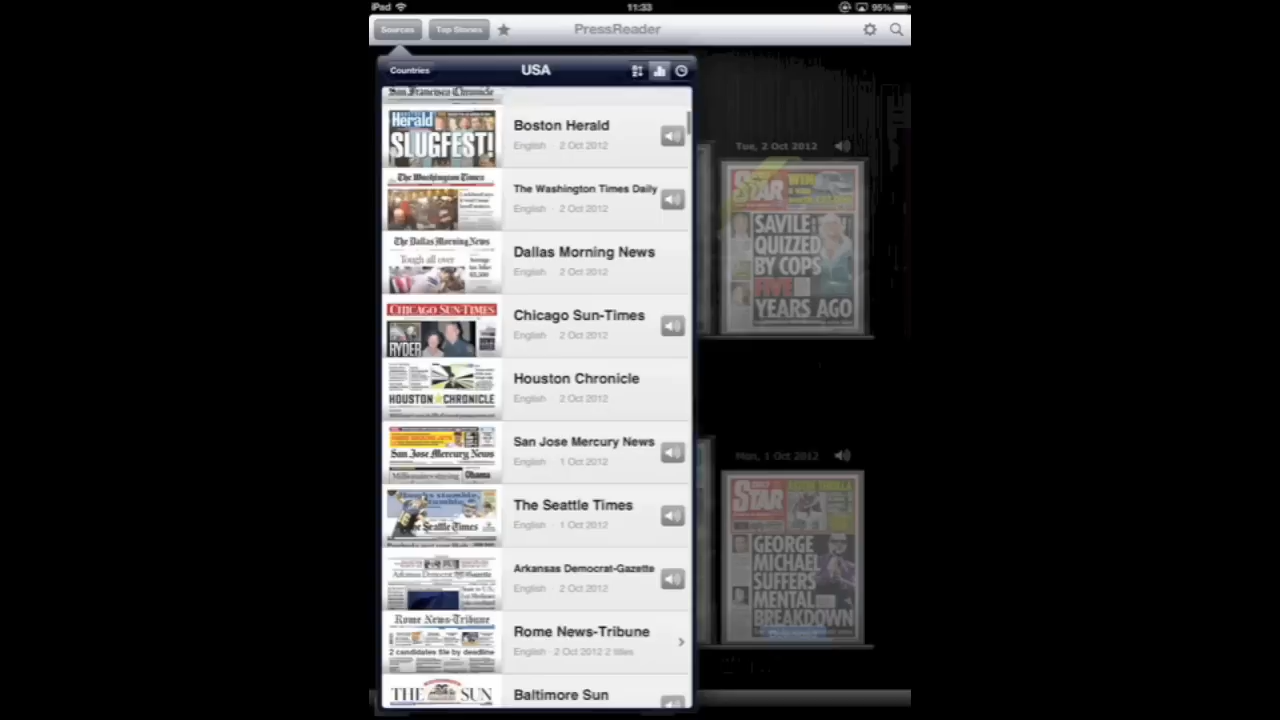 iPad
11:33
95%
Sources
Top Stories
PressReader
Countries
USA
San Francisco Chronicle
Herald
SLUGFEST!
Boston Herald
English · 2 Oct 2012
The Washington Times
The Washington Times Daily
English · 2 Oct 2012
The Dallas Morning News
Tough all over
Dallas Morning News
English · 2 Oct 2012
CHICAGO SUN-TIMES
RYDER
Chicago Sun-Times
English · 2 Oct 2012
HOUSTON CHRONICLE
Houston Chronicle
English · 2 Oct 2012
San Jose Mercury News
Obama
San Jose Mercury News
English · 1 Oct 2012
The Seattle Times
The Seattle Times
English · 1 Oct 2012
Arkansas Democrat-Gazette
Arkansas Democrat-Gazette
English · 2 Oct 2012
Rome News-Tribune
2 candidates file by deadline
Rome News-Tribune
English · 2 Oct 2012 2 titles
THE SUN
Baltimore Sun
Tue, 2 Oct 2012
STAR
WIN
SAVILE
QUIZZED
BY COPS
FIVE
YEARS AGO
Mon, 1 Oct 2012
STAR
GEORGE
MICHAEL
SUFFERS
MENTAL
BREAKDOWN